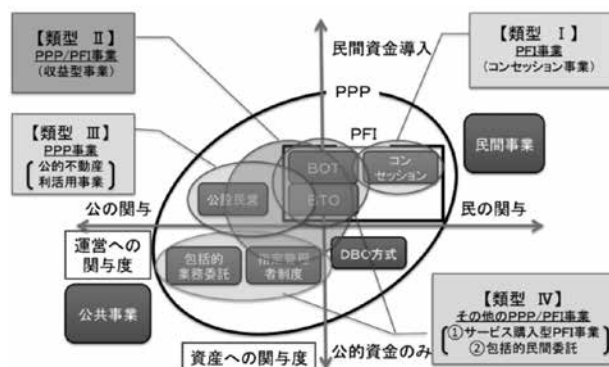 【類型 Ⅱ】
PPP/PFI事業
(収益型事業)
民間資金導入
【類型 Ⅰ】
PFI事業
(コンセッション事業)
PPP
【類型 Ⅲ】
PPP事業
公的不動産
利活用事業
PFI
民間事業
BOT
コン
セッション
公設民営
BTO
公の関与
民の関与
運営への
関与度
包括的
業務委託
指定管理
者制度
DBO方式
公共事業
資産への関与度
公的資金のみ
【類型 Ⅳ】
その他のPPP/PFI事業
①サービス購入型PFI事業
②包括的民間委託